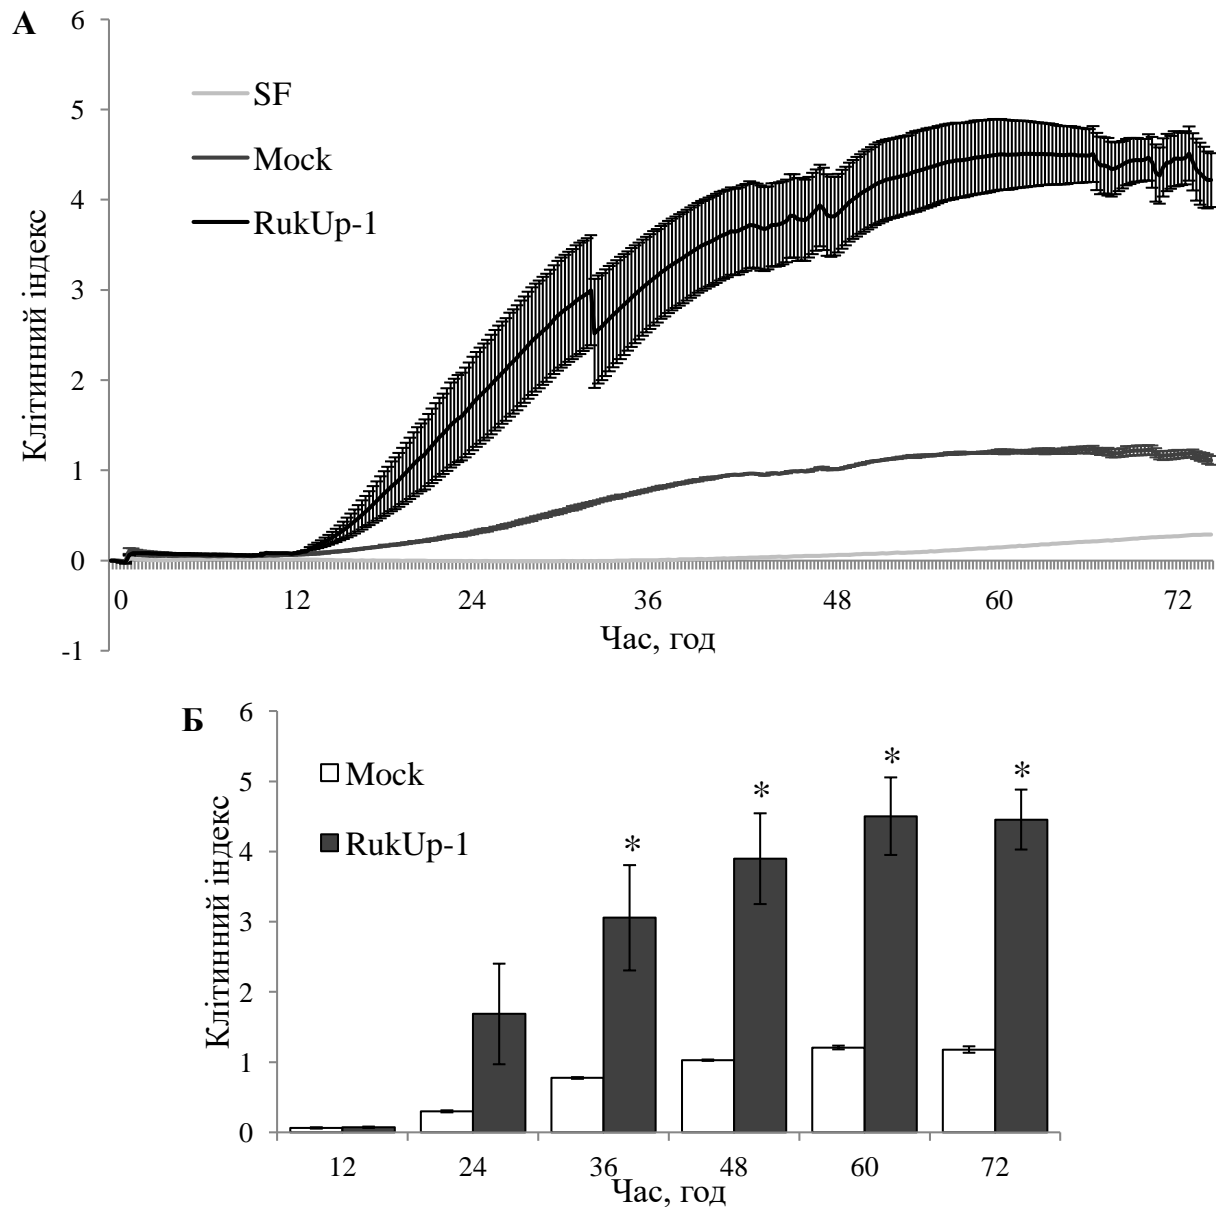 А
6
5
4
3
2
1
0
-1
Клітинний індекс
SF
Mock
RukUp-1
0 12 24 36 48 60 72
Час, год
Б
6
5
4
3
2
1
0
Клітинний індекс
Mock
RukUp-1
* * * *
12 24 36 48 60 72
Час, год